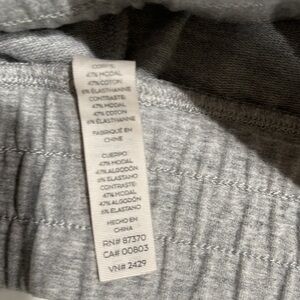 CORPS:
47% MODAL
47% COTON
6% ÉLASTHANNE
CONTRASTE:
47% MODAL
47% COTON
6% ÉLASTHANNE
FABRIQUÉ EN
CHINE
CUERPO:
47% MODAL
47% ALGODÓN
6% ELASTANO
CONTRASTE:
47% MODAL
47% ALGODÓN
6% ELASTANO
HECHO EN
CHINA
RN# 87370
CA# 00803
VN# 2429